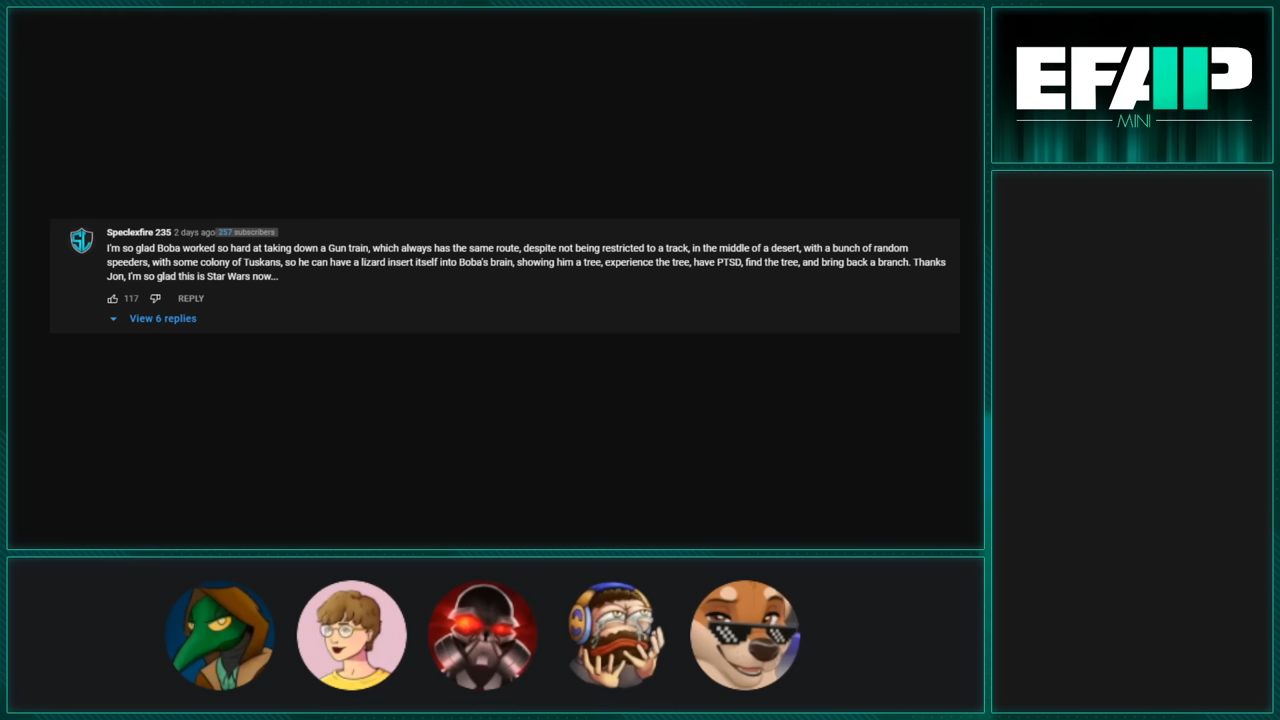 EFAP
MINI
Speclexfire 235 2 days ago 257 subscribers
I'm so glad Boba worked so hard at taking down a Gun train, which always has the same route, despite not being restricted to a track, in the middle of a desert, with a bunch of random
speeders, with some colony of Tuskans, so he can have a lizard insert itself into Boba's brain, showing him a tree, experience the tree, have PTSD, find the tree, and bring back a branch. Thanks
Jon, I'm so glad this is Star Wars now...
117 REPLY
View 6 replies